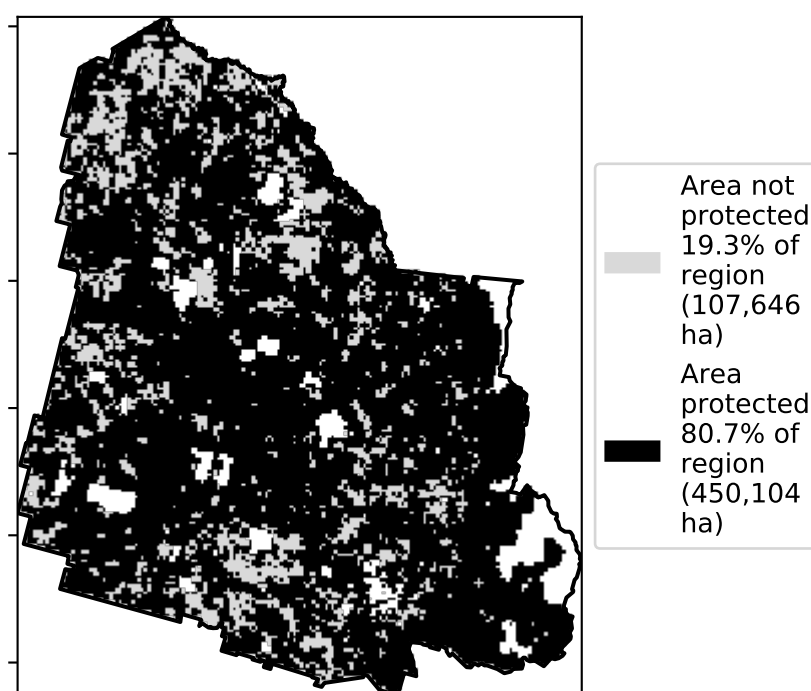 Area not
protected
19.3% of
region
(107,646
ha)
Area
protected
80.7% of
region
(450,104
ha)